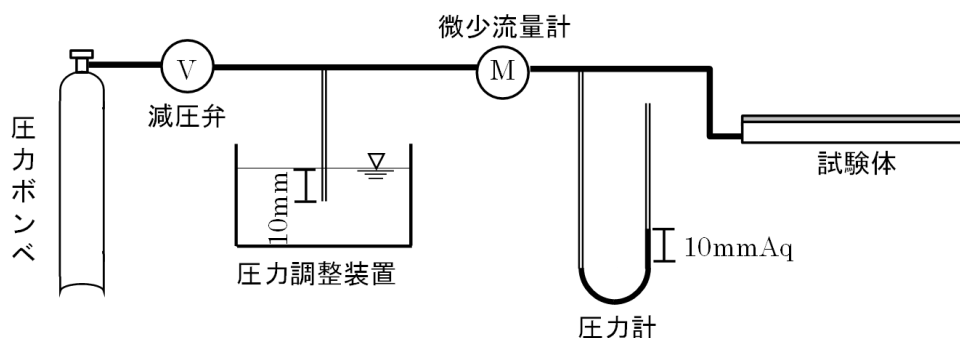 微少流量計
V
M
減圧弁
圧力ボンベ
10mm
試験体
10mmAq
圧力調整装置
圧力計